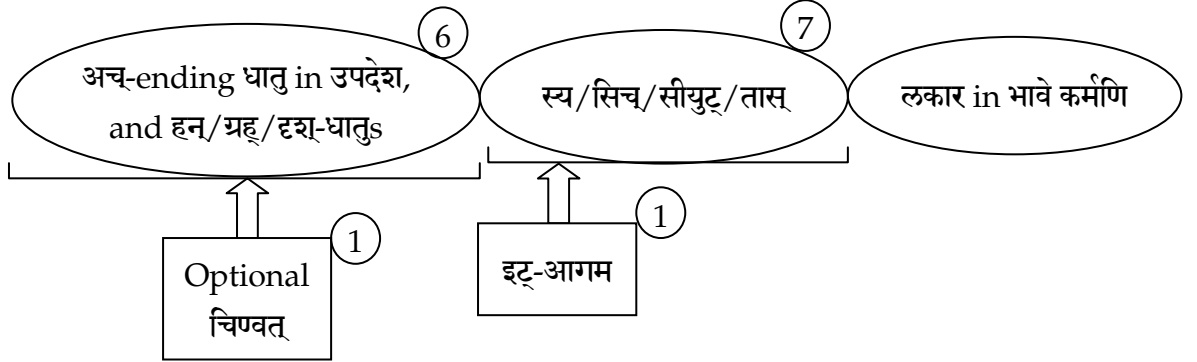 6
7
अच्-ending धातु in उपदेश,
and हन्/ग्रह्/दृश्-धातुs
स्य/सिच्/सीयुट्/तास्
लकार in भावे कर्मणि
1
1
Optional
चिण्वत्
इट्-आगम